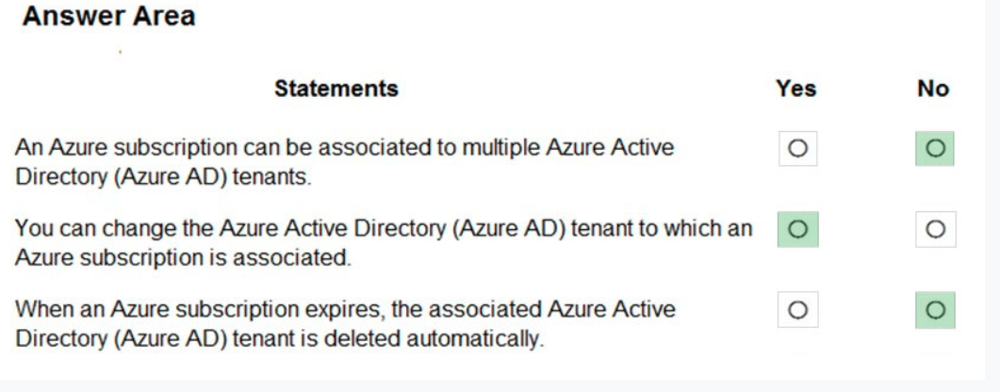 Answer Area
Statements Yes No
An Azure subscription can be associated to multiple Azure Active
Directory (Azure AD) tenants.
You can change the Azure Active Directory (Azure AD) tenant to which an
Azure subscription is associated.
When an Azure subscription expires, the associated Azure Active
Directory (Azure AD) tenant is deleted automatically.